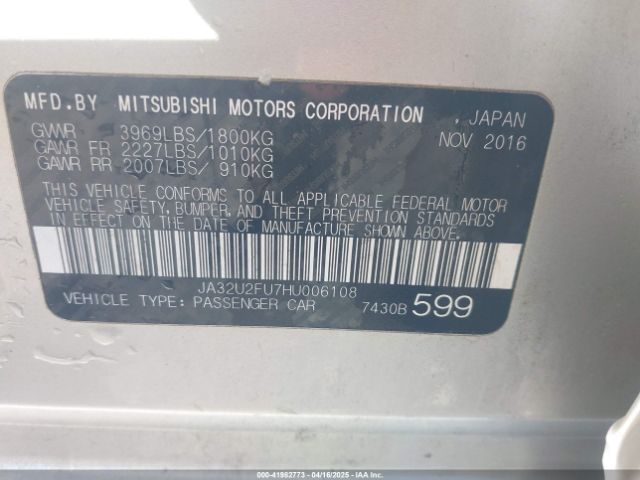 MFD.BY MITSUBISHI MOTORS CORPORATION , JAPAN
GVWR 3969LBS/1800KG NOV 2016
GAWR FR 2227LBS/1010KG
GAWR RR 2007LBS/ 910KG
THIS VEHICLE CONFORMS TO ALL APPLICABLE FEDERAL MOTOR
VEHICLE SAFETY, BUMPER, AND THEFT PREVENTION STANDARDS
IN EFFECT ON THE DATE OF MANUFACTURE SHOWN ABOVE.
JA32U2FU7HU006108
VEHICLE TYPE: PASSENGER CAR 7430B 599
000-41982773 - 04/16/2025 - IAAI.COM